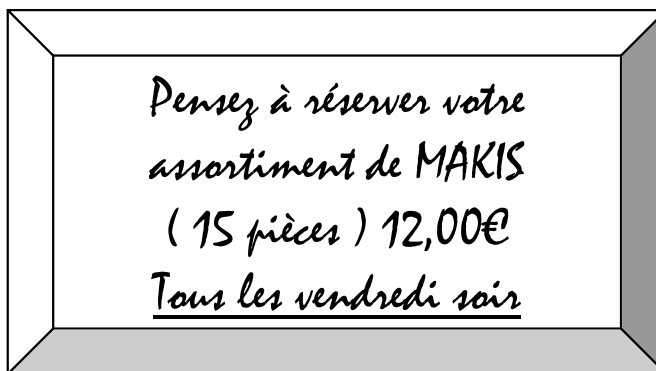 Pensez à réserver votre
assortiment de MAKIS
( 15 pièces ) 12,00€
Tous les vendredi soir